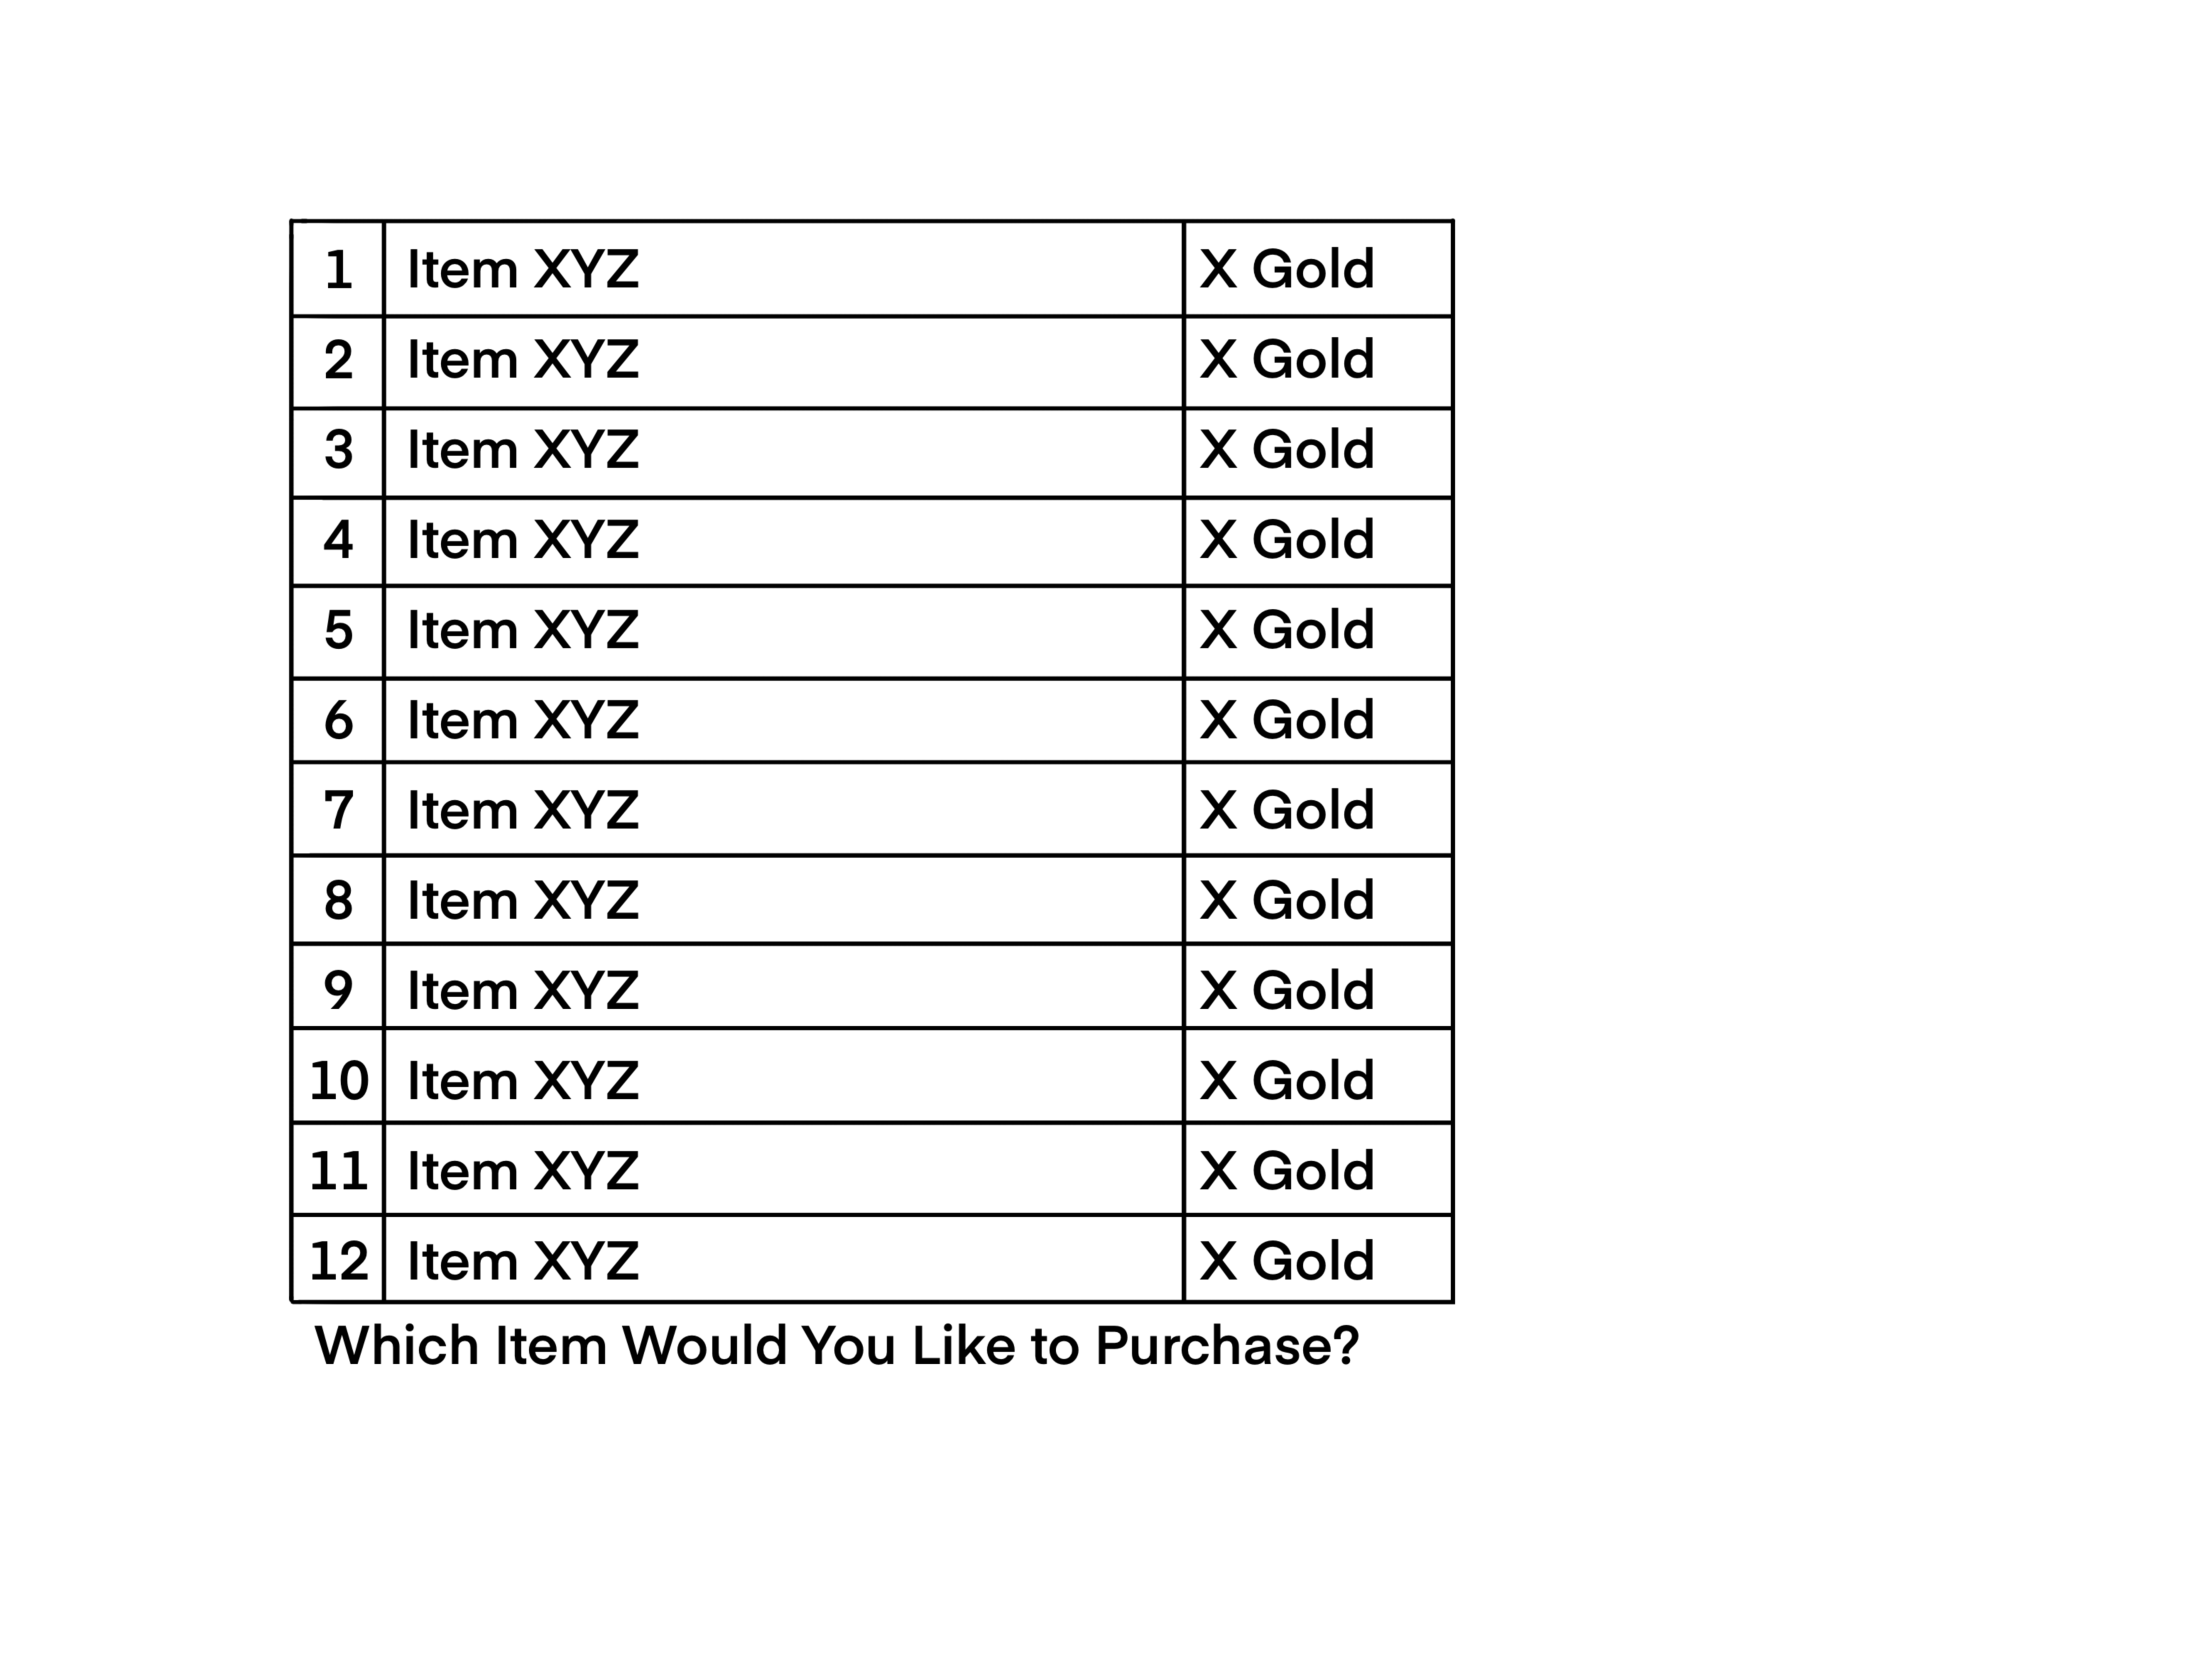 1 Item XYZ X Gold
2 Item XYZ X Gold
3 Item XYZ X Gold
4 Item XYZ X Gold
5 Item XYZ X Gold
6 Item XYZ X Gold
7 Item XYZ X Gold
8 Item XYZ X Gold
9 Item XYZ X Gold
10 Item XYZ X Gold
11 Item XYZ X Gold
12 Item XYZ X Gold
Which Item Would You Like to Purchase?